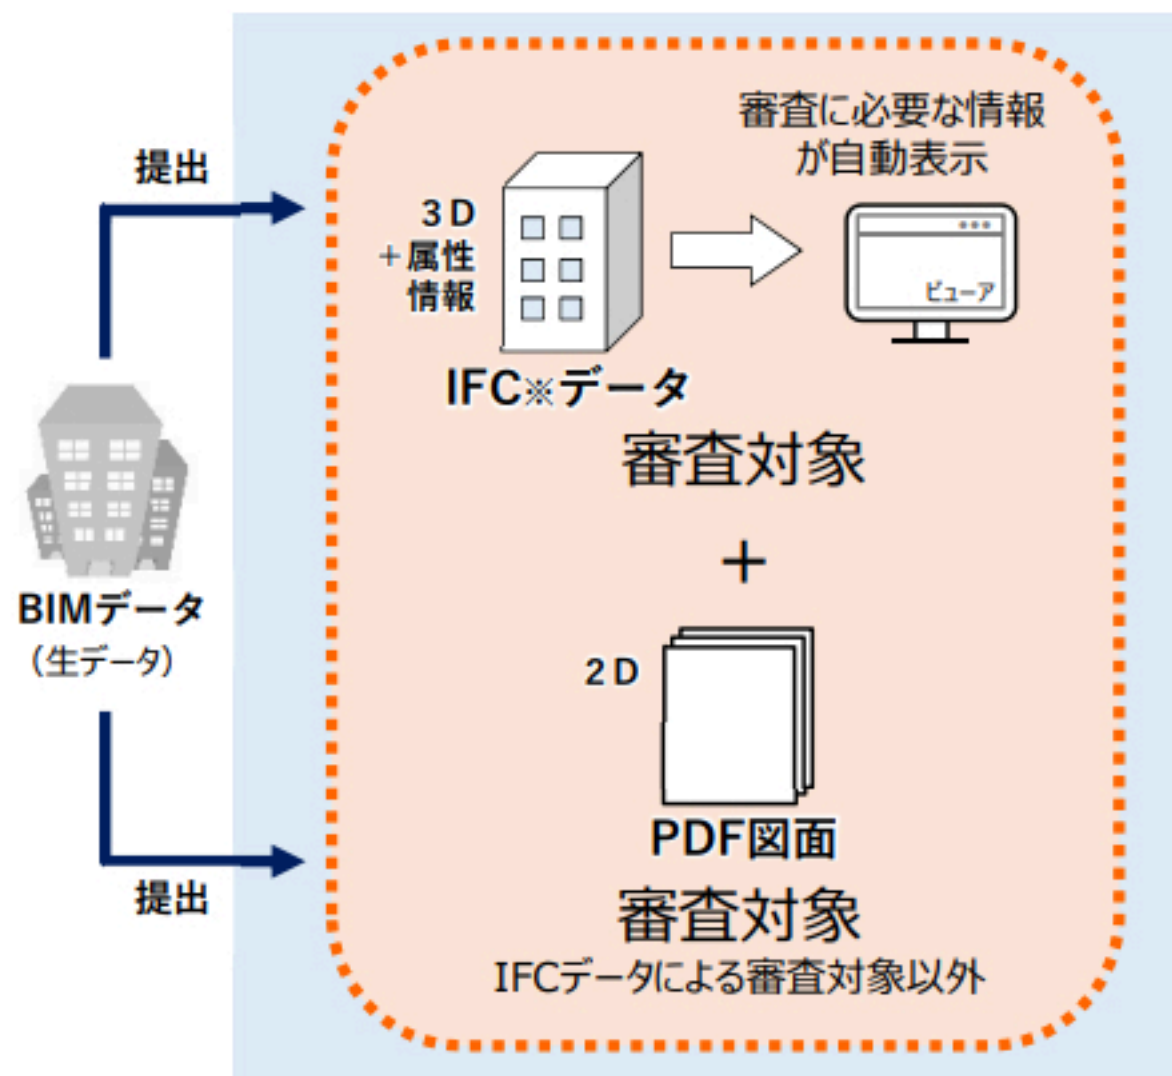 提出
審査に必要な情報
が自動表示
３Ｄ
＋属性
情報
ビューア
IFC※データ
審査対象
＋
BIMデータ
（生データ）
２Ｄ
PDF図面
提出
審査対象
IFCデータによる審査対象以外